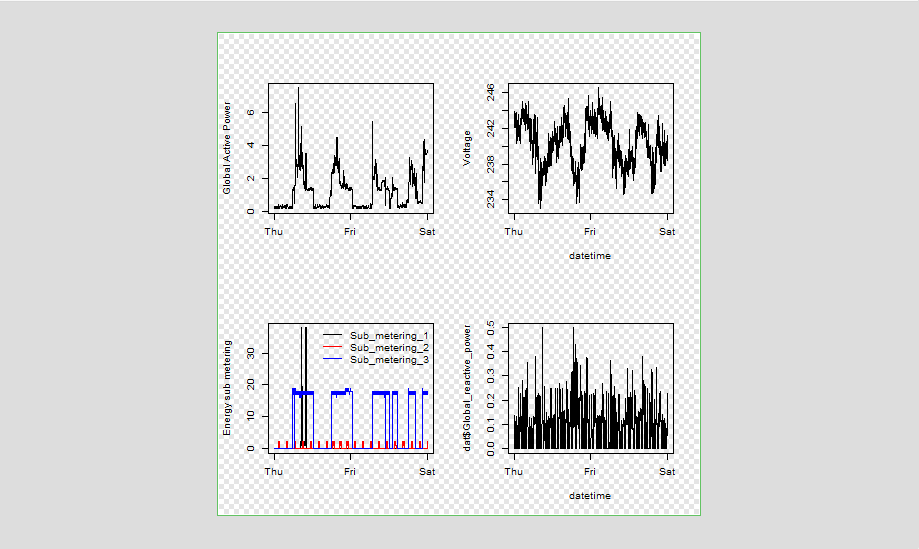 Global Active Power
0
2
4
6
Thu
Fri
Sat
Voltage
234
238
242
246
Thu
Fri
Sat
datetime
Energy sub metering
0
10
20
30
Sub_metering_1
Sub_metering_2
Sub_metering_3
Thu
Fri
Sat
dat$Global_reactive_power
0.0
0.1
0.2
0.3
0.4
0.5
Thu
Fri
Sat
datetime